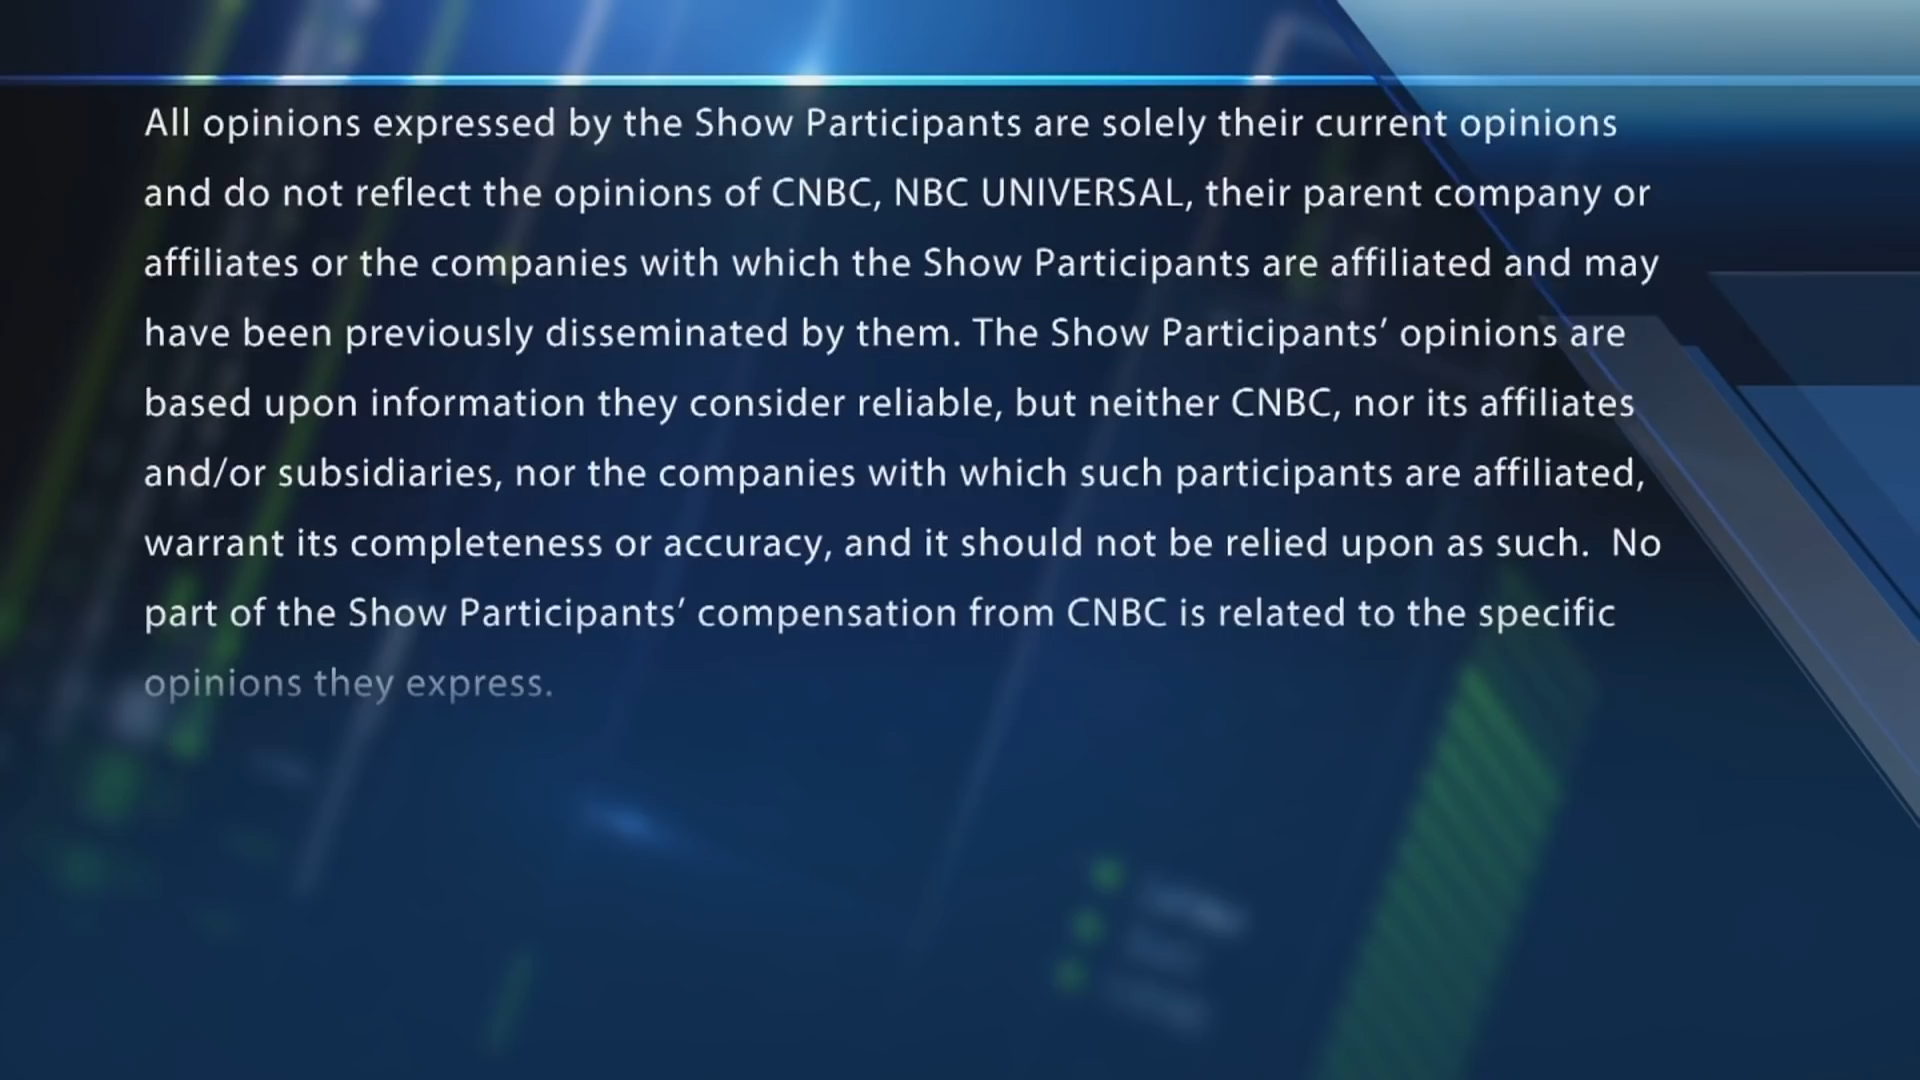 All opinions expressed by the Show Participants are solely their current opinions
and do not reflect the opinions of CNBC, NBC UNIVERSAL, their parent company or
affiliates or the companies with which the Show Participants are affiliated and may
have been previously disseminated by them. The Show Participants’ opinions are
based upon information they consider reliable, but neither CNBC, nor its affiliates
and/or subsidiaries, nor the companies with which such participants are affiliated,
warrant its completeness or accuracy, and it should not be relied upon as such.  No
part of the Show Participants’ compensation from CNBC is related to the specific
opinions they express.